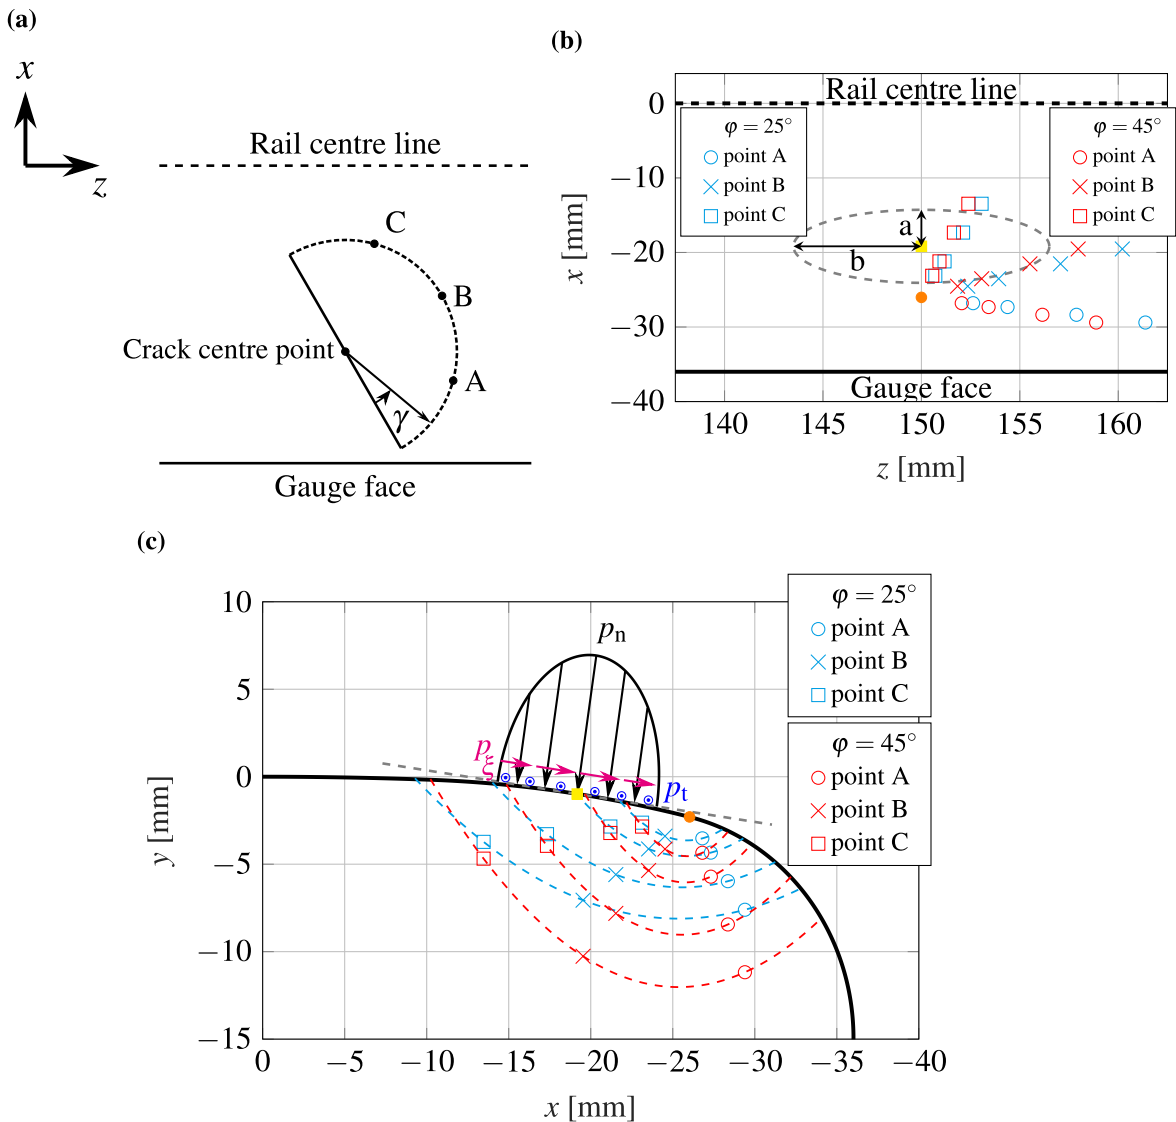 (a)
x
z
Rail centre line
C
B
A
Crack centre point
γ
Gauge face
(b)
Rail centre line
φ = 25°
point A
point B
point C
φ = 45°
point A
point B
point C
a
b
Gauge face
0
−10
−20
−30
−40
x [mm]
140
145
150
155
160
z [mm]
(c)
φ = 25°
point A
point B
point C
φ = 45°
point A
point B
point C
pn
pξ
pt
10
5
0
−5
−10
−15
y [mm]
0
−5
−10
−15
−20
−25
−30
−35
−40
x [mm]